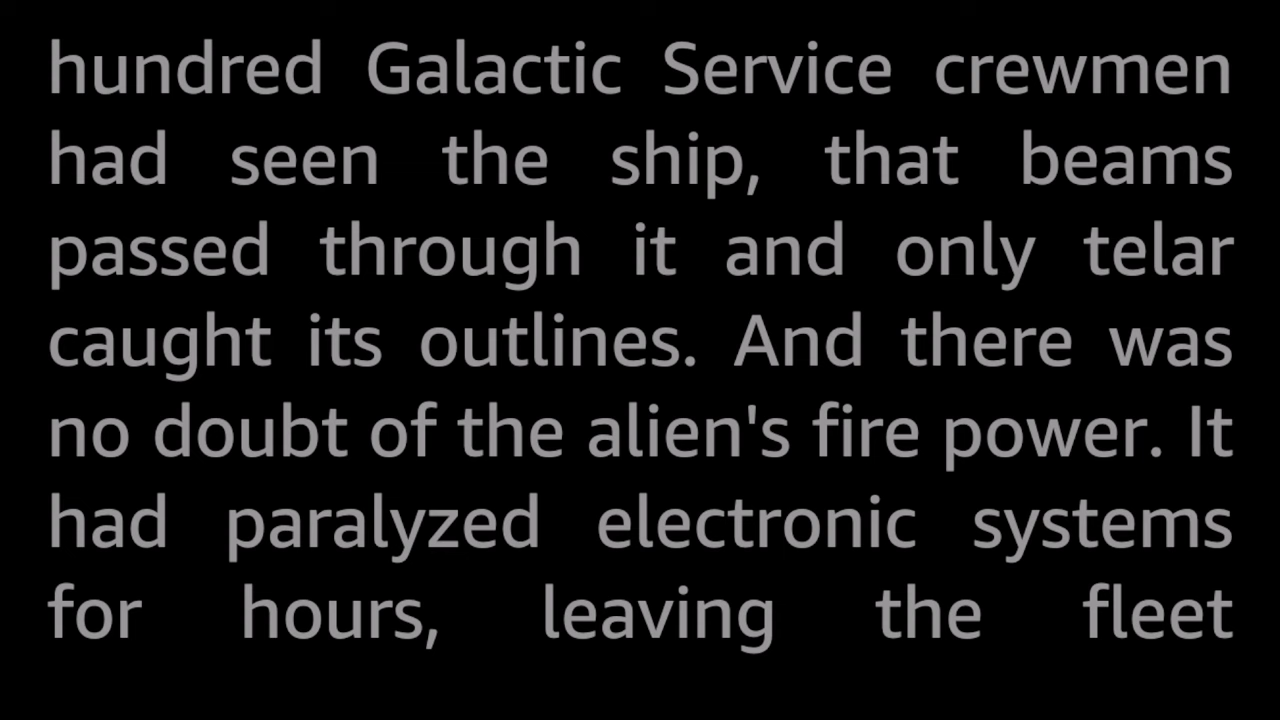 hundred Galactic Service crewmen
had seen the ship, that beams
passed through it and only telar
caught its outlines. And there was
no doubt of the alien's fire power. It
had paralyzed electronic systems
for hours, leaving the fleet